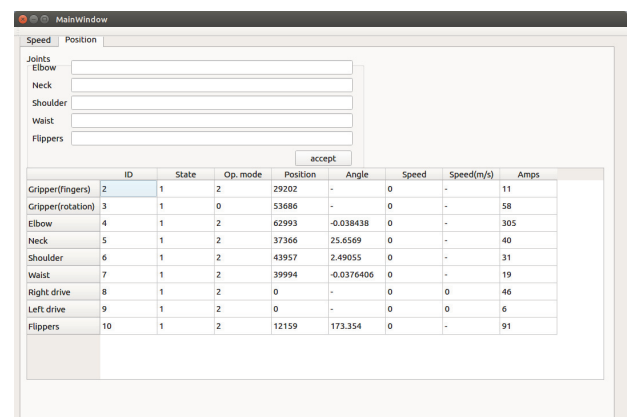 MainWindow
Speed Position
Joints
Elbow
Neck
Shoulder
Waist
Flippers
accept
ID State Op. mode Position Angle Speed Speed(m/s) Amps
Gripper(fingers) 2 1 2 29202 - 0 - 11
Gripper(rotation) 3 1 0 53686 - 0 - 58
Elbow 4 1 2 62993 -0.038438 0 - 305
Neck 5 1 2 37366 25.6569 0 - 40
Shoulder 6 1 2 43957 2.49055 0 - 31
Waist 7 1 2 39994 -0.0376406 0 - 19
Right drive 8 1 2 0 - 0 0 46
Left drive 9 1 2 0 - 0 0 6
Flippers 10 1 2 12159 173.354 0 - 91